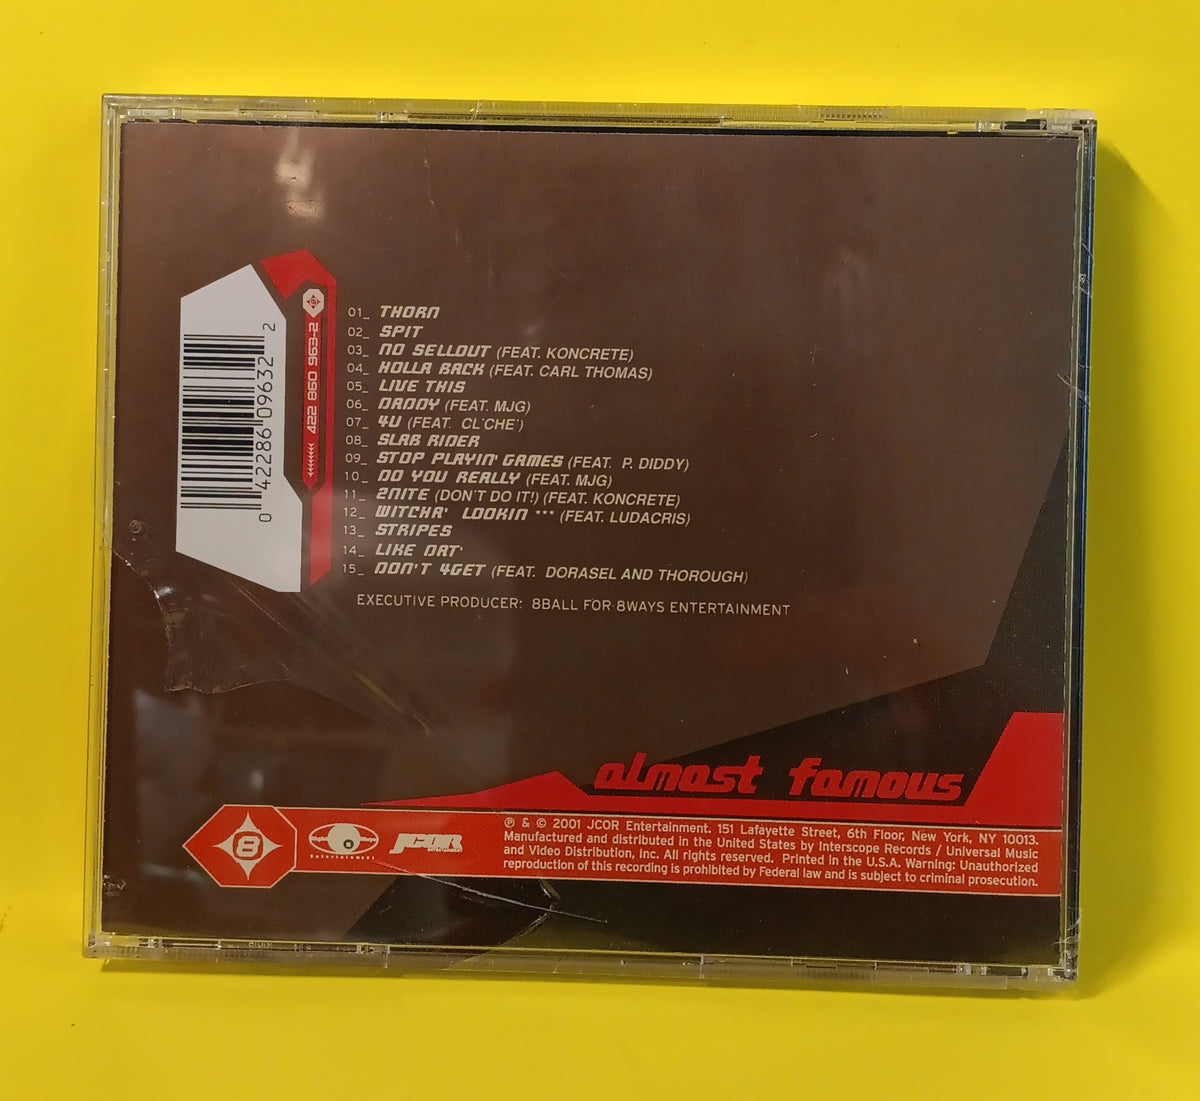 01_ THORN
02_ SPIT
03_ NO SELLOUT (FEAT. KONCRETE)
04_ HOLLA BACK (FEAT. CARL THOMAS)
05_ LIVE THIS
06_ DADDY (FEAT. MJG)
07_ 4U (FEAT. CL'CHE')
08_ SLAB RIDER
09_ STOP PLAYIN' GAMES (FEAT. P. DIDDY)
10_ DO YOU REALLY (FEAT. MJG)
11_ 2NITE (DON'T DO IT!) (FEAT. KONCRETE)
12_ WITCHA' LOOKIN *** (FEAT. LUDACRIS)
13_ STRIPES
14_ LIKE DAT'
15_ DON'T 4GET (FEAT. DORASEL AND THOROUGH)
EXECUTIVE PRODUCER: 8BALL FOR 8WAYS ENTERTAINMENT
0 42286 09632 2
422 860 963-2
8
almost famous
8
8
Entertainment
JCOR
℗ & © 2001 JCOR Entertainment. 151 Lafayette Street, 6th Floor, New York, NY 10013.
Manufactured and distributed in the United States by Interscope Records / Universal Music
and Video Distribution, Inc. All rights reserved. Printed in the U.S.A. Warning: Unauthorized
reproduction of this recording is prohibited by Federal law and is subject to criminal prosecution.